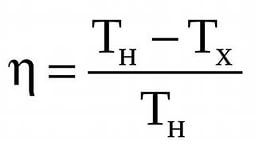 η = (Tн − Tх) / Tн